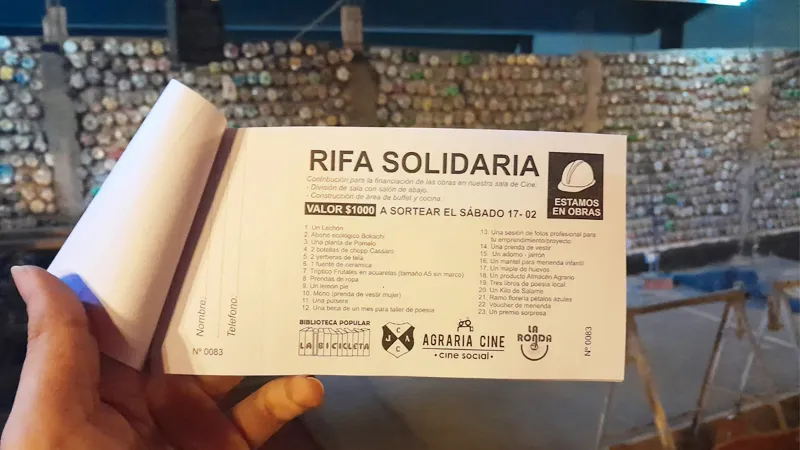 RIFA SOLIDARIA
Contribución para la financiación de las obras en nuestra sala de Cine:
- División de sala con salón de abajo.
- Construcción de área de buffet y cocina.
VALOR $1000 A SORTEAR EL SÁBADO 17- 02
ESTAMOS
EN OBRAS
1. Un Lechón
2. Abono ecológico Bokashi
3. Una planta de Pomelo
4. 2 botellas de chopp Cassaro
5. 2 yerberas de tela
6. 1 fuente de cerámica
7. Tríptico Frutales en acuarelas (tamaño A5 sin marco)
8. Prendas de ropa
9. Un lemon pie
10. Mono (prenda de vestir mujer)
11. Una pulsera
12. Una beca de un mes para taller de poesía
13. Una sesión de fotos profesional para
su emprendimiento/proyecto
14. Una prenda de vestir
15. Un adorno - jarrón
16. Un mantel para merienda infantil
17. Un maple de huevos
18. Un producto Almacén Agrario
19. Tres libros de poesía local
20. Un Kilo de Salame
21. Ramo florería pétalos azules
22. Voucher de merienda
23. Un premio sorpresa
Nombre:
Telefono:
Nº 0083
BIBLIOTECA POPULAR
LA BICICLETA
C
J A
C
AGRARIA CINE
cine social
LA
RONDA
Nº 0083